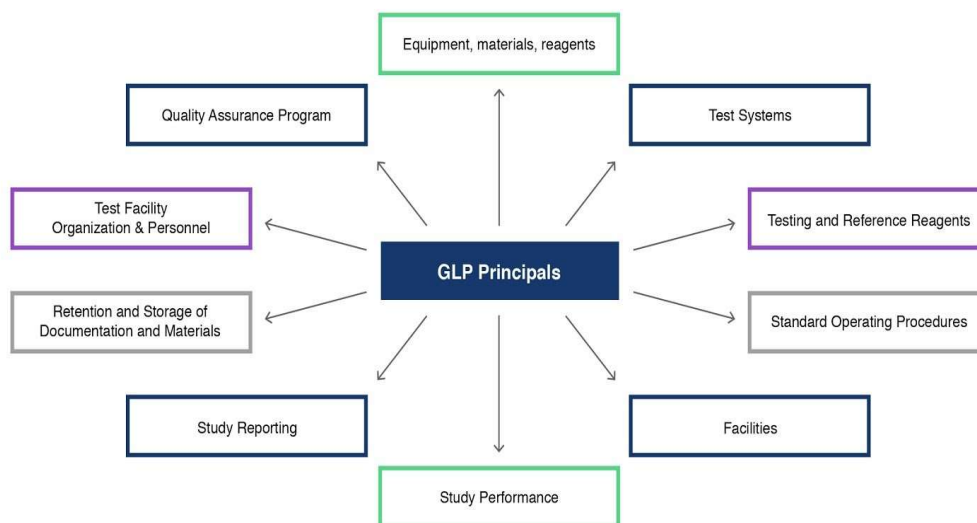 Equipment, materials, reagents
Quality Assurance Program
Test Systems
Test Facility
Organization & Personnel
Testing and Reference Reagents
GLP Principals
Retention and Storage of
Documentation and Materials
Standard Operating Procedures
Study Reporting
Facilities
Study Performance